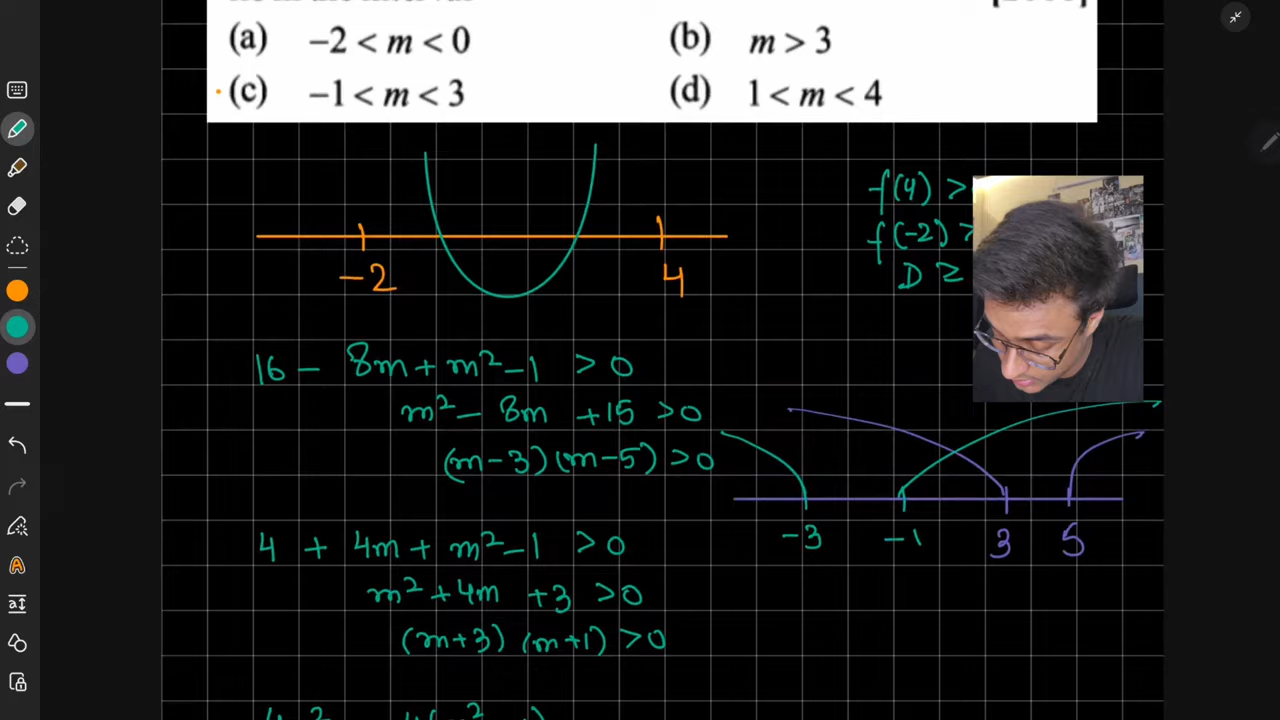 (a) −2 < m < 0 (b) m > 3
(c) −1 < m < 3 (d) 1 < m < 4
f(4) >
f(-2) >
D ≥
-2 4
16 - 8m + m² - 1 > 0
m² - 8m + 15 > 0
(m-3)(m-5) > 0
-3 -1 3 5
4 + 4m + m² - 1 > 0
m² + 4m + 3 > 0
(m+3)(m+1) > 0